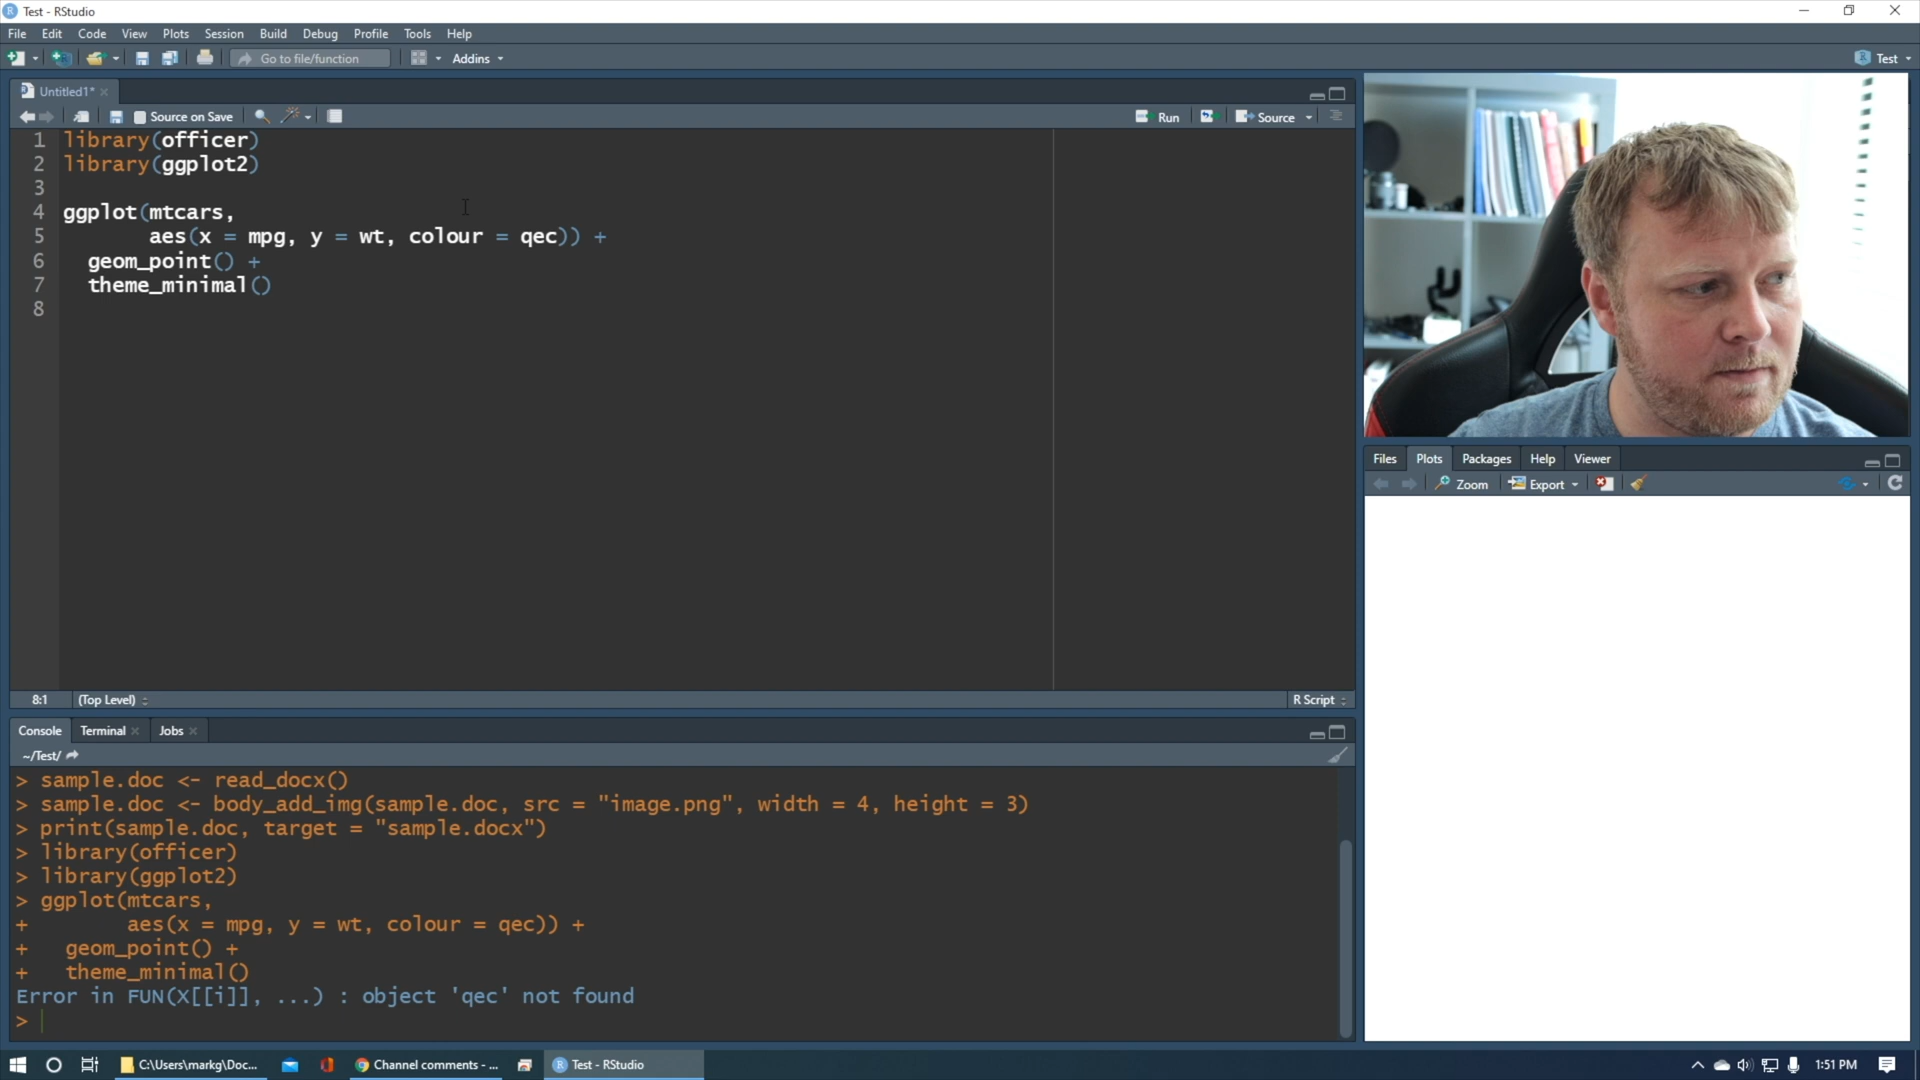 Test - RStudio
File Edit Code View Plots Session Build Debug Profile Tools Help
Go to file/function Addins Test
Untitled1*
Source on Save Run Source
1 library(officer)
2 library(ggplot2)
3
4 ggplot(mtcars,
5 aes(x = mpg, y = wt, colour = qec)) +
6 geom_point() +
7 theme_minimal()
8
8:1 (Top Level) R Script
Files Plots Packages Help Viewer
Zoom Export
Console Terminal Jobs
~/Test/
> sample.doc <- read_docx()
> sample.doc <- body_add_img(sample.doc, src = "image.png", width = 4, height = 3)
> print(sample.doc, target = "sample.docx")
> library(officer)
> library(ggplot2)
> ggplot(mtcars,
+ aes(x = mpg, y = wt, colour = qec)) +
+ geom_point() +
+ theme_minimal()
Error in FUN(X[[i]], ...) : object 'qec' not found
>
C:\Users\markg\Doc... Channel comments - ... Test - RStudio 1:51 PM